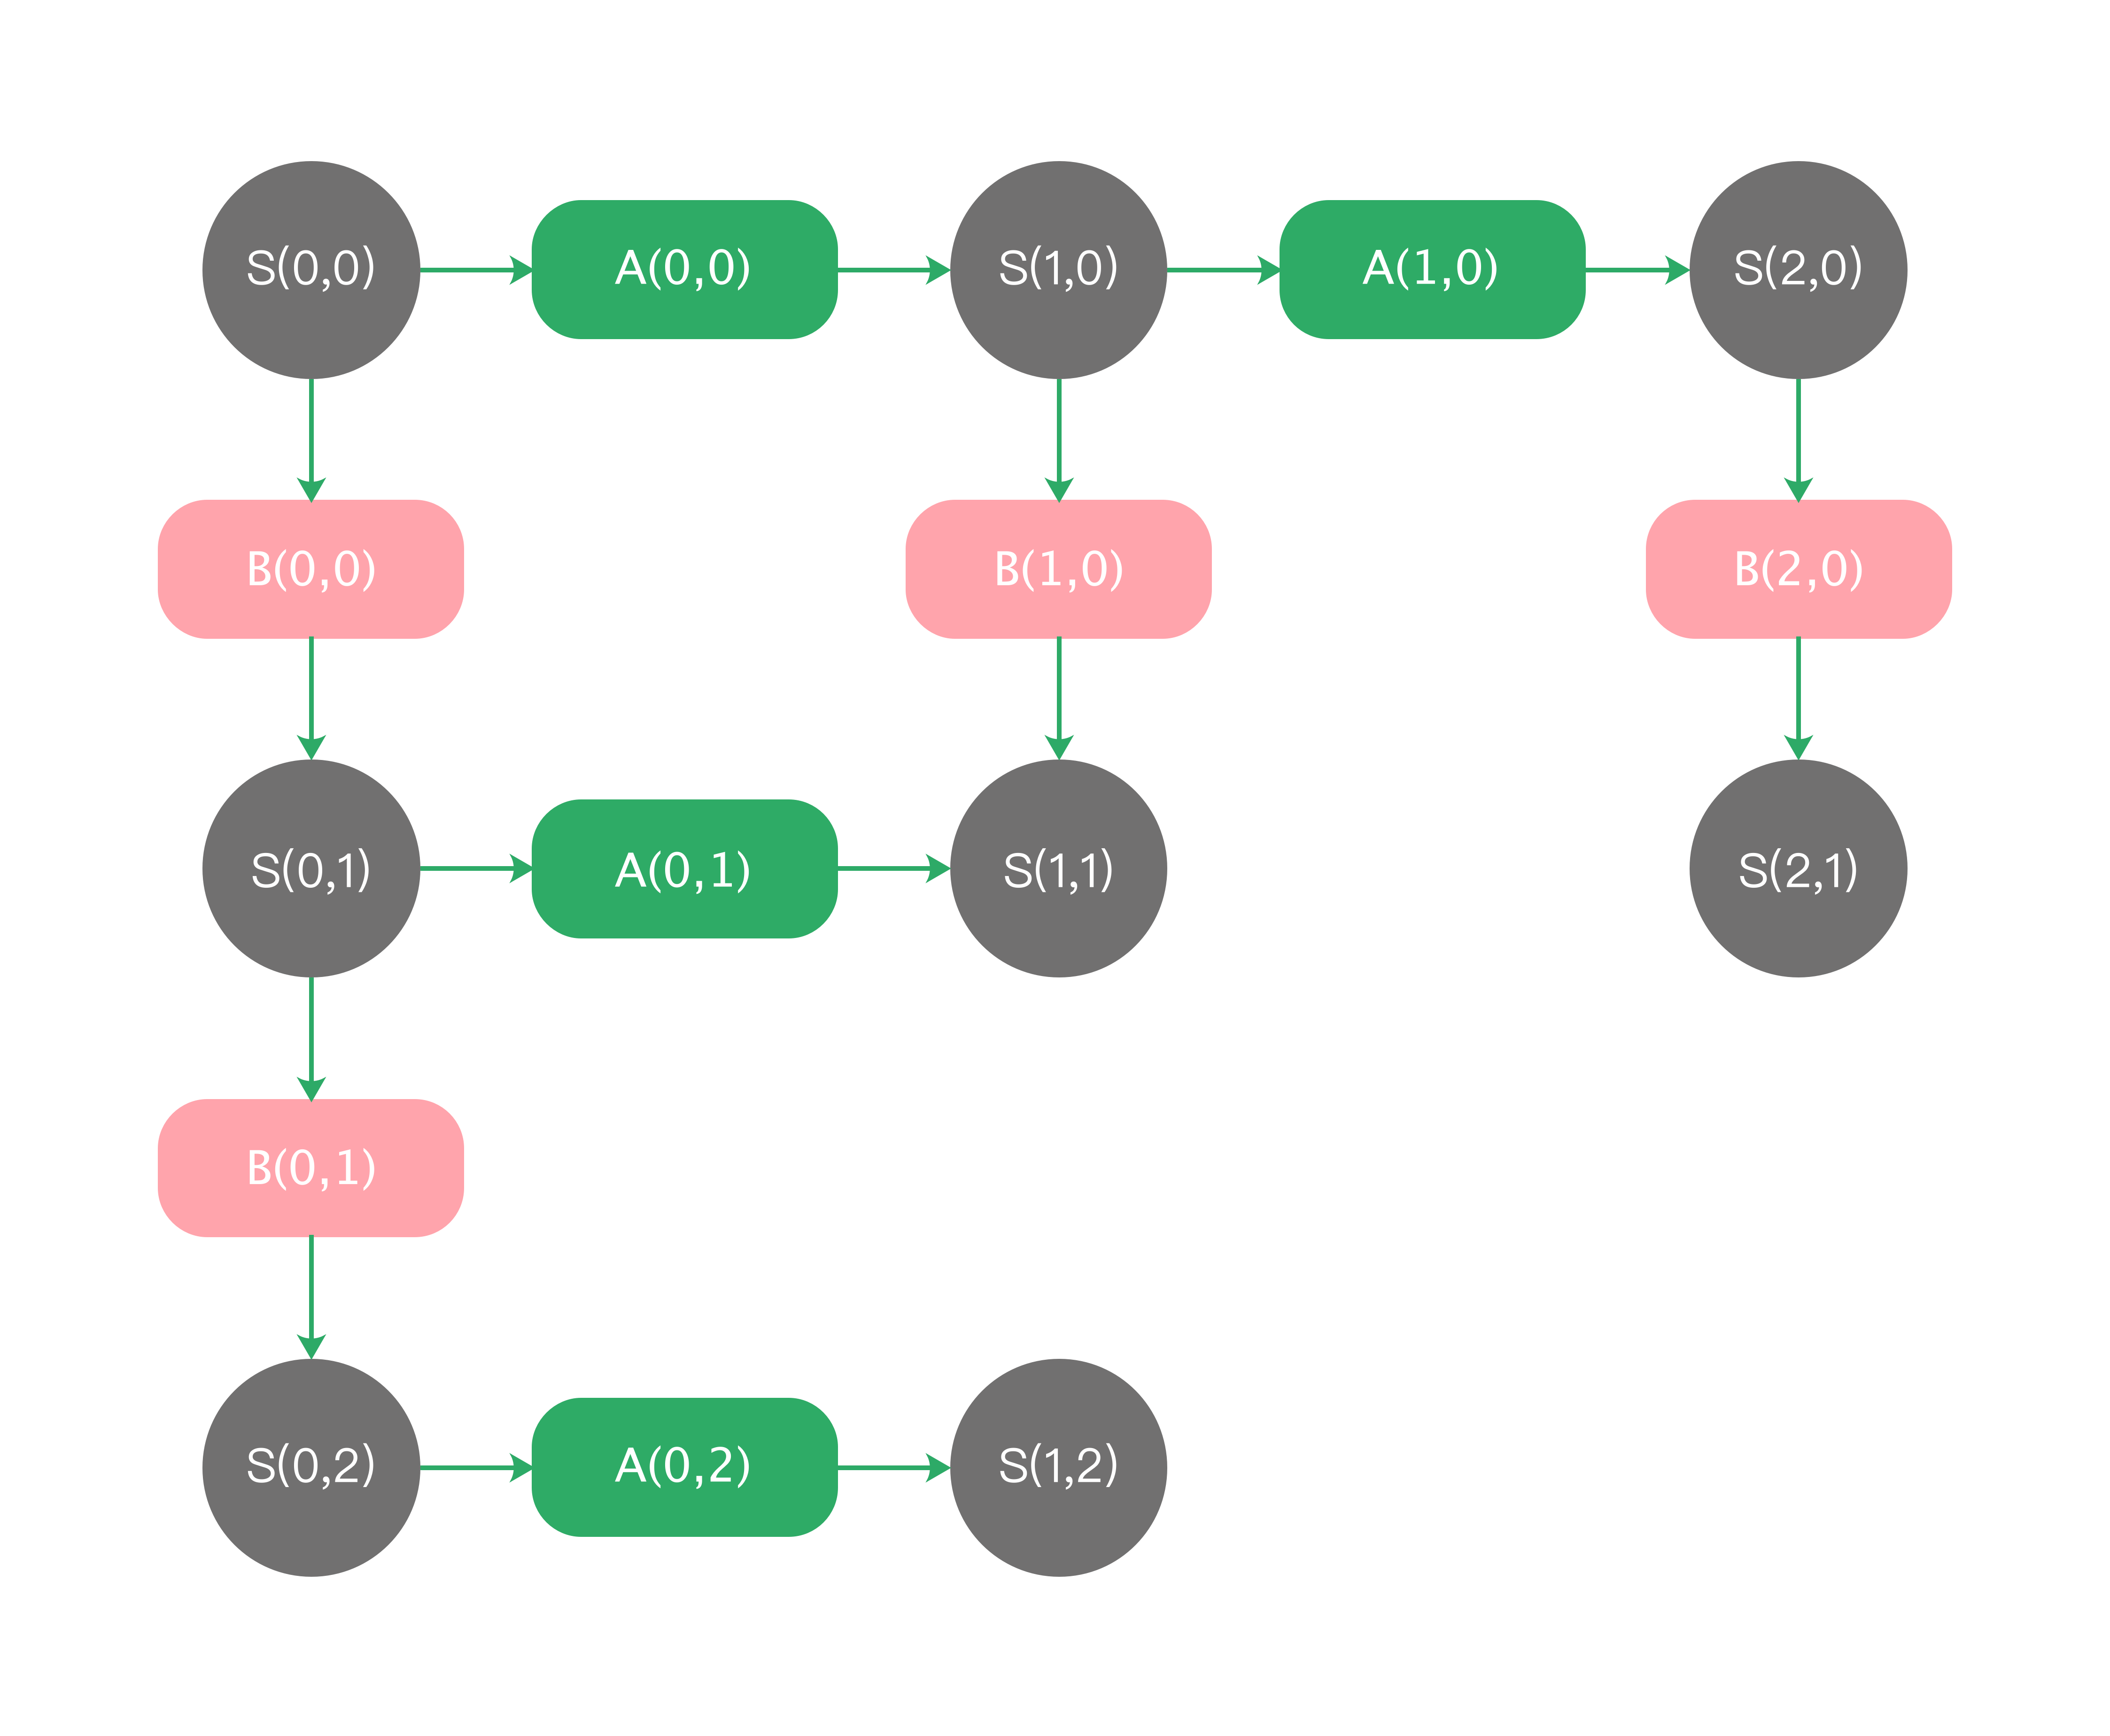 S(0,0)
A(0,0)
S(1,0)
A(1,0)
S(2,0)
B(0,0)
B(1,0)
B(2,0)
S(0,1)
A(0,1)
S(1,1)
S(2,1)
B(0,1)
S(0,2)
A(0,2)
S(1,2)